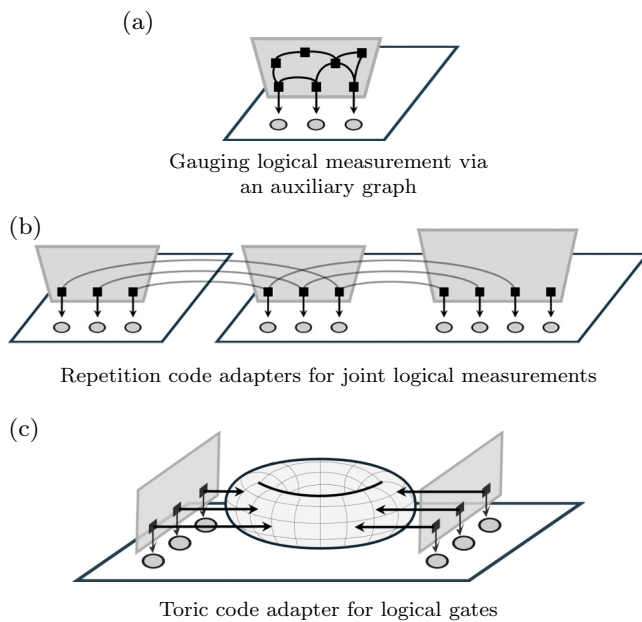 (a)
Gauging logical measurement via
an auxiliary graph
(b)
Repetition code adapters for joint logical measurements
(c)
Toric code adapter for logical gates